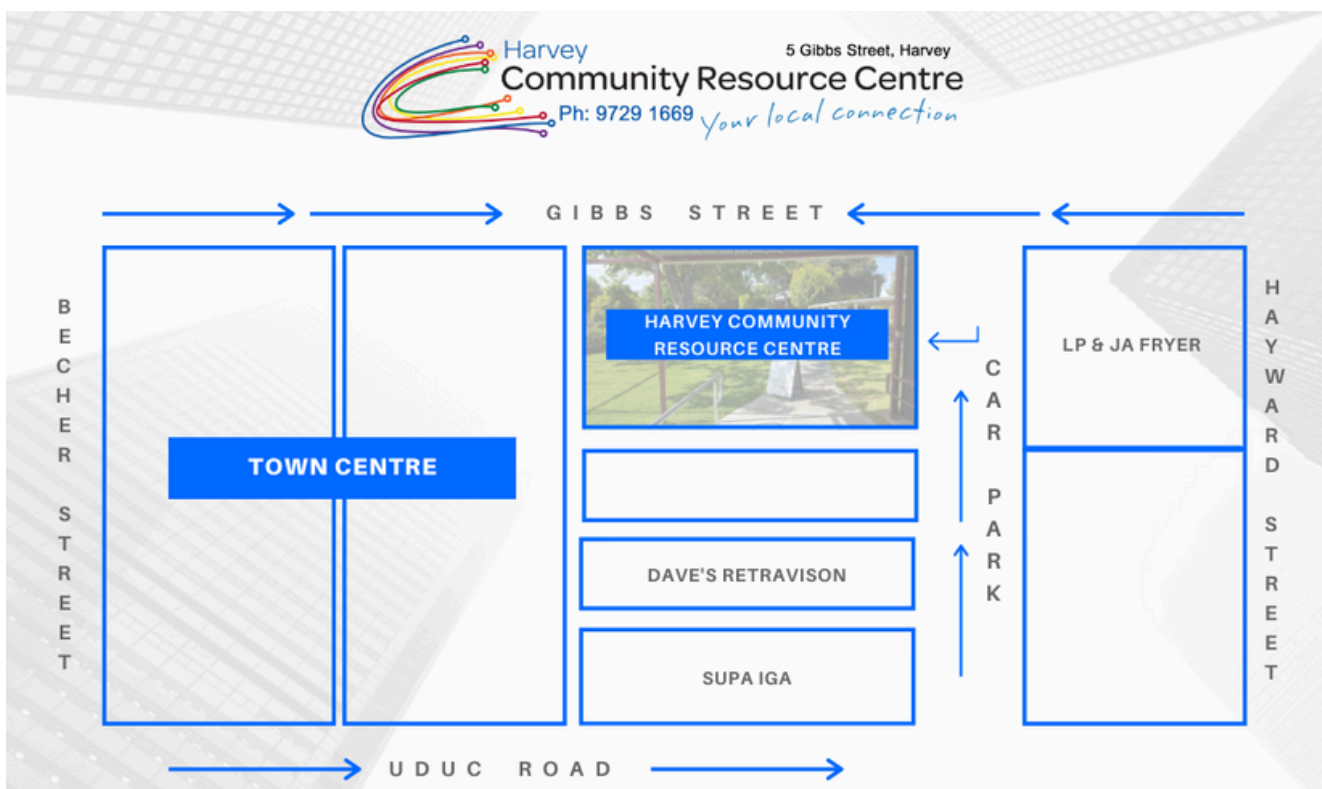 Harvey
5 Gibbs Street, Harvey
Community Resource Centre
Ph: 9729 1669
Your local connection
GIBBS STREET
BECHER STREET
HARVEY COMMUNITY
RESOURCE CENTRE
LP & JA FRYER
HAYWARD STREET
CAR PARK
TOWN CENTRE
DAVE'S RETRAVISON
SUPA IGA
UDUC ROAD